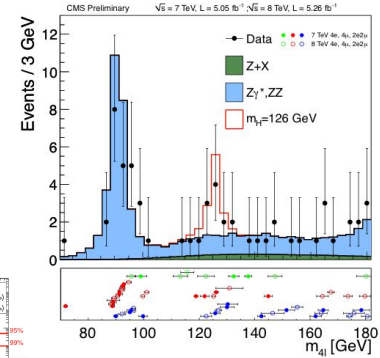 CMS Preliminary √s = 7 TeV, L = 5.05 fb⁻¹ ;√s = 8 TeV, L = 5.26 fb⁻¹
Events / 3 GeV
12
10
8
6
4
2
0
Data
7 TeV 4e, 4μ, 2e2μ
8 TeV 4e, 4μ, 2e2μ
Z+X
Zγ*,ZZ
mH=126 GeV
95%
99%
80 100 120 140 160 180
m4l [GeV]